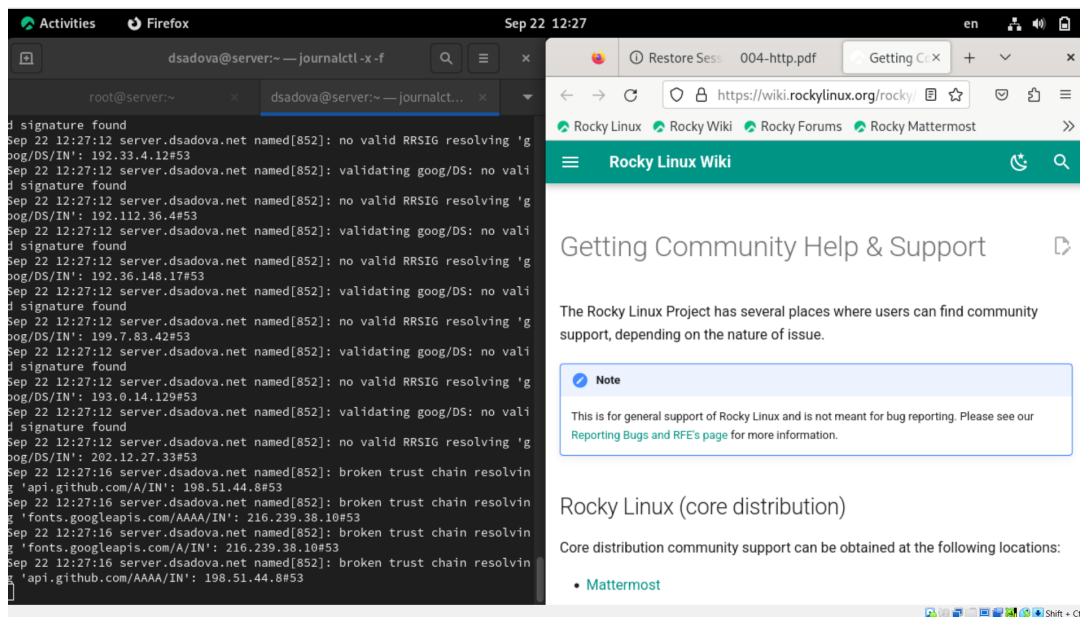 Activities
Firefox
Sep 22 12:27
en
dsadova@server:~ — journalctl -x -f
root@server:~
dsadova@server:~ — journalct...
d signature found
Sep 22 12:27:12 server.dsadova.net named[852]: no valid RRSIG resolving 'g
oog/DS/IN': 192.33.4.12#53
Sep 22 12:27:12 server.dsadova.net named[852]: validating goog/DS: no vali
d signature found
Sep 22 12:27:12 server.dsadova.net named[852]: no valid RRSIG resolving 'g
oog/DS/IN': 192.112.36.4#53
Sep 22 12:27:12 server.dsadova.net named[852]: validating goog/DS: no vali
d signature found
Sep 22 12:27:12 server.dsadova.net named[852]: no valid RRSIG resolving 'g
oog/DS/IN': 192.36.148.17#53
Sep 22 12:27:12 server.dsadova.net named[852]: validating goog/DS: no vali
d signature found
Sep 22 12:27:12 server.dsadova.net named[852]: no valid RRSIG resolving 'g
oog/DS/IN': 199.7.83.42#53
Sep 22 12:27:12 server.dsadova.net named[852]: validating goog/DS: no vali
d signature found
Sep 22 12:27:12 server.dsadova.net named[852]: no valid RRSIG resolving 'g
oog/DS/IN': 193.0.14.129#53
Sep 22 12:27:12 server.dsadova.net named[852]: validating goog/DS: no vali
d signature found
Sep 22 12:27:12 server.dsadova.net named[852]: no valid RRSIG resolving 'g
oog/DS/IN': 202.12.27.33#53
Sep 22 12:27:16 server.dsadova.net named[852]: broken trust chain resolvin
g 'api.github.com/A/IN': 198.51.44.8#53
Sep 22 12:27:16 server.dsadova.net named[852]: broken trust chain resolvin
g 'fonts.googleapis.com/AAAA/IN': 216.239.38.10#53
Sep 22 12:27:16 server.dsadova.net named[852]: broken trust chain resolvin
g 'fonts.googleapis.com/A/IN': 216.239.38.10#53
Sep 22 12:27:16 server.dsadova.net named[852]: broken trust chain resolvin
g 'api.github.com/AAAA/IN': 198.51.44.8#53
Restore Sess
004-http.pdf
Getting Co
https://wiki.rockylinux.org/rocky/
Rocky Linux
Rocky Wiki
Rocky Forums
Rocky Mattermost
Rocky Linux Wiki
Getting Community Help & Support
The Rocky Linux Project has several places where users can find community
support, depending on the nature of issue.
Note
This is for general support of Rocky Linux and is not meant for bug reporting. Please see our
Reporting Bugs and RFE's page for more information.
Rocky Linux (core distribution)
Core distribution community support can be obtained at the following locations:
• Mattermost
Shift + Ct